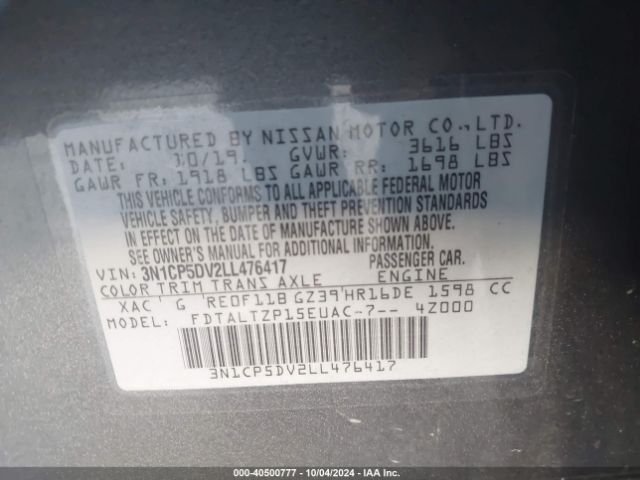 MANUFACTURED BY NISSAN MOTOR CO., LTD.
DATE: 10/19. GVWR: 3616 LBS
GAWR FR: 1918 LBS GAWR RR: 1698 LBS
THIS VEHICLE CONFORMS TO ALL APPLICABLE FEDERAL MOTOR
VEHICLE SAFETY, BUMPER AND THEFT PREVENTION STANDARDS
IN EFFECT ON THE DATE OF MANUFACTURE SHOWN ABOVE.
SEE OWNER'S MANUAL FOR ADDITIONAL INFORMATION.
VIN: 3N1CP5DV2LL476417 PASSENGER CAR.
COLOR TRIM TRANS AXLE ENGINE
XAC' G RE0F11B GZ39'HR16DE 1598 CC
MODEL: FDTALTZP15EUAC-7-- 4Z000
3N1CP5DV2LL476417
000-40500777 - 10/04/2024 - IAA Inc.